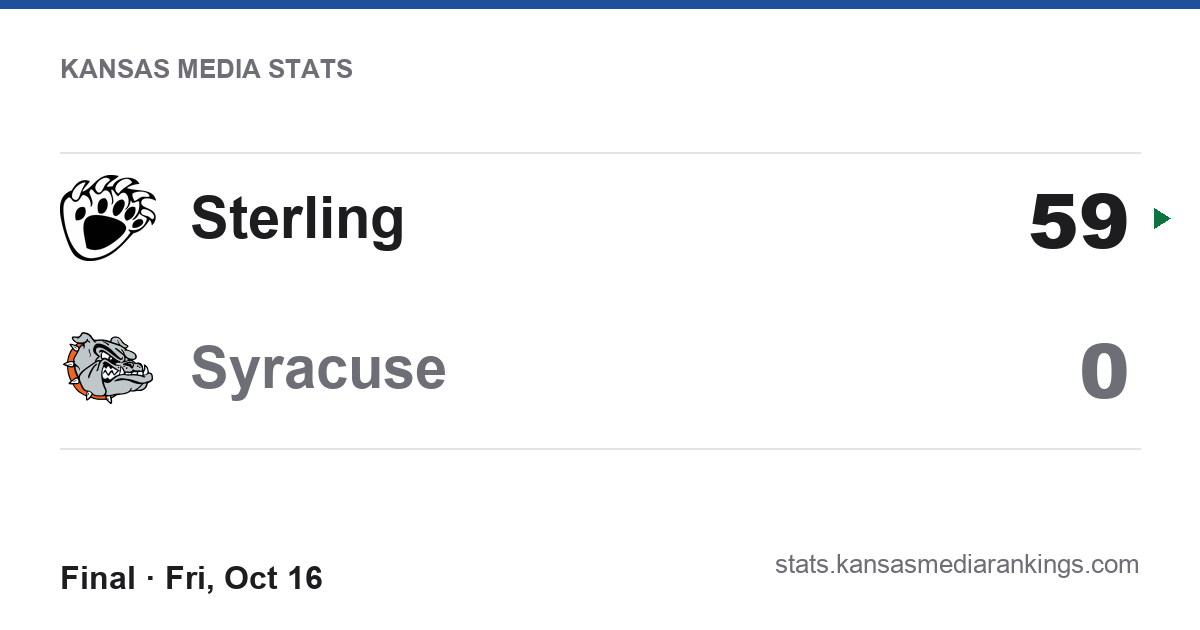 KANSAS MEDIA STATS
Sterling 59
Syracuse 0
Final · Fri, Oct 16
stats.kansasmediarankings.com